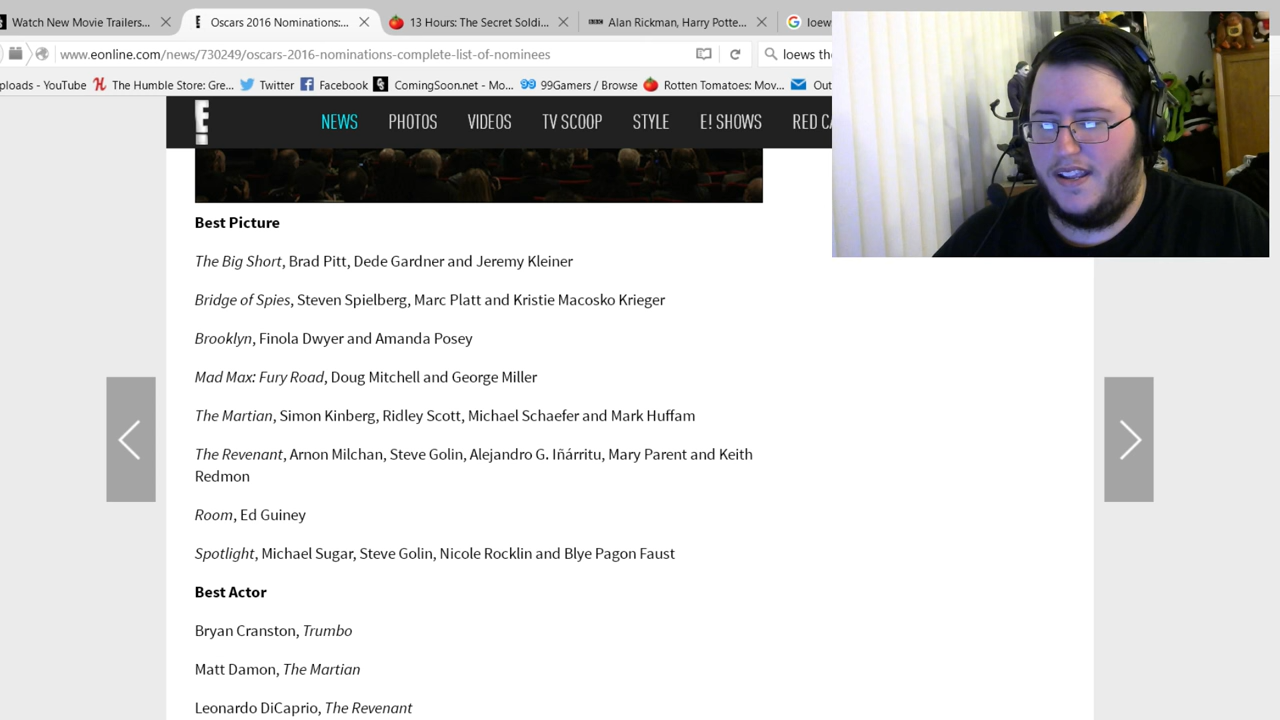 Watch New Movie Trailers... Oscars 2016 Nominations:... 13 Hours: The Secret Soldi... BBC Alan Rickman, Harry Potte... loew
www.eonline.com/news/730249/oscars-2016-nominations-complete-list-of-nominees loews th
ploads - YouTube The Humble Store: Gre... Twitter Facebook ComingSoon.net - Mo... 99Gamers / Browse Rotten Tomatoes: Mov... Out
E! NEWS PHOTOS VIDEOS TV SCOOP STYLE E! SHOWS RED CA
Best Picture
The Big Short, Brad Pitt, Dede Gardner and Jeremy Kleiner
Bridge of Spies, Steven Spielberg, Marc Platt and Kristie Macosko Krieger
Brooklyn, Finola Dwyer and Amanda Posey
Mad Max: Fury Road, Doug Mitchell and George Miller
The Martian, Simon Kinberg, Ridley Scott, Michael Schaefer and Mark Huffam
The Revenant, Arnon Milchan, Steve Golin, Alejandro G. Iñárritu, Mary Parent and Keith
Redmon
Room, Ed Guiney
Spotlight, Michael Sugar, Steve Golin, Nicole Rocklin and Blye Pagon Faust
Best Actor
Bryan Cranston, Trumbo
Matt Damon, The Martian
Leonardo DiCaprio, The Revenant